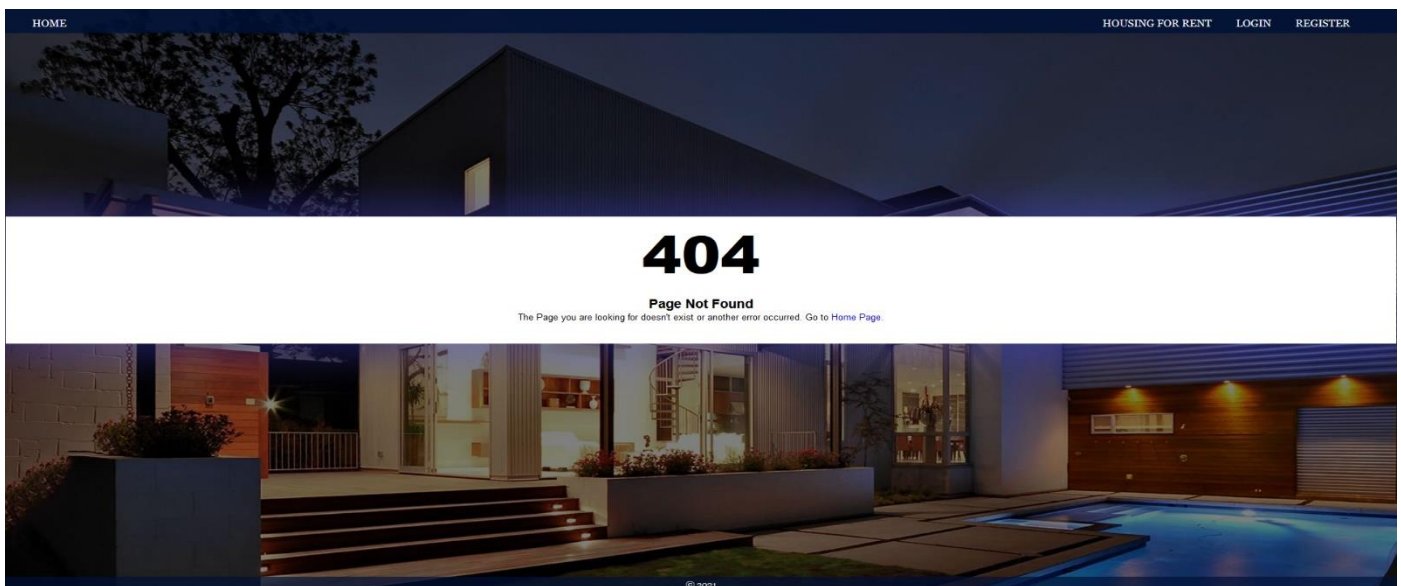 HOME HOUSING FOR RENT LOGIN REGISTER
404
Page Not Found
The Page you are looking for doesn't exist or another error occurred. Go to Home Page.
© 2021